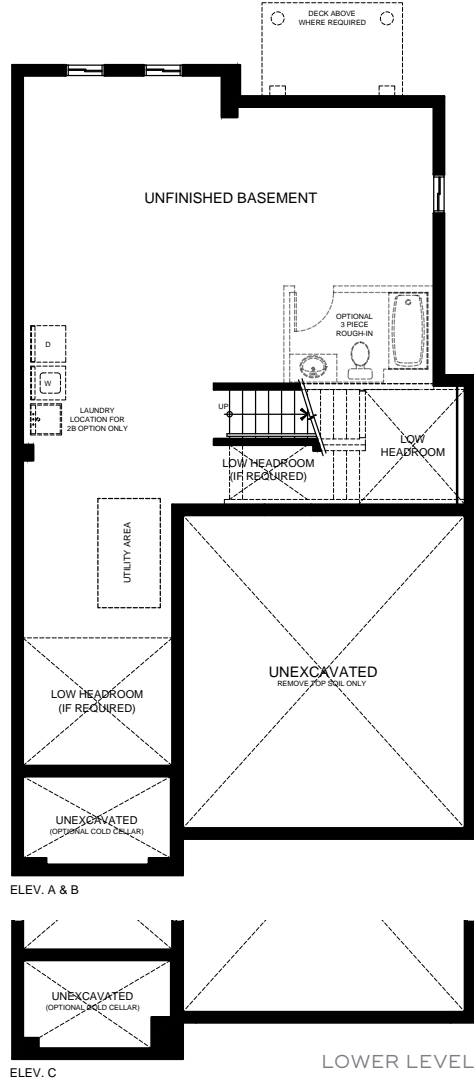 DECK ABOVE
WHERE REQUIRED
UNFINISHED BASEMENT
OPTIONAL
3 PIECE
ROUGH-IN
D
W
LAUNDRY
LOCATION FOR
2B OPTION ONLY
UP
LOW
HEADROOM
LOW HEADROOM
(IF REQUIRED)
UTILITY AREA
UNEXCAVATED
REMOVE TOP SOIL ONLY
LOW HEADROOM
(IF REQUIRED)
UNEXCAVATED
(OPTIONAL COLD CELLAR)
ELEV. A & B
UNEXCAVATED
(OPTIONAL COLD CELLAR)
ELEV. C
LOWER LEVEL